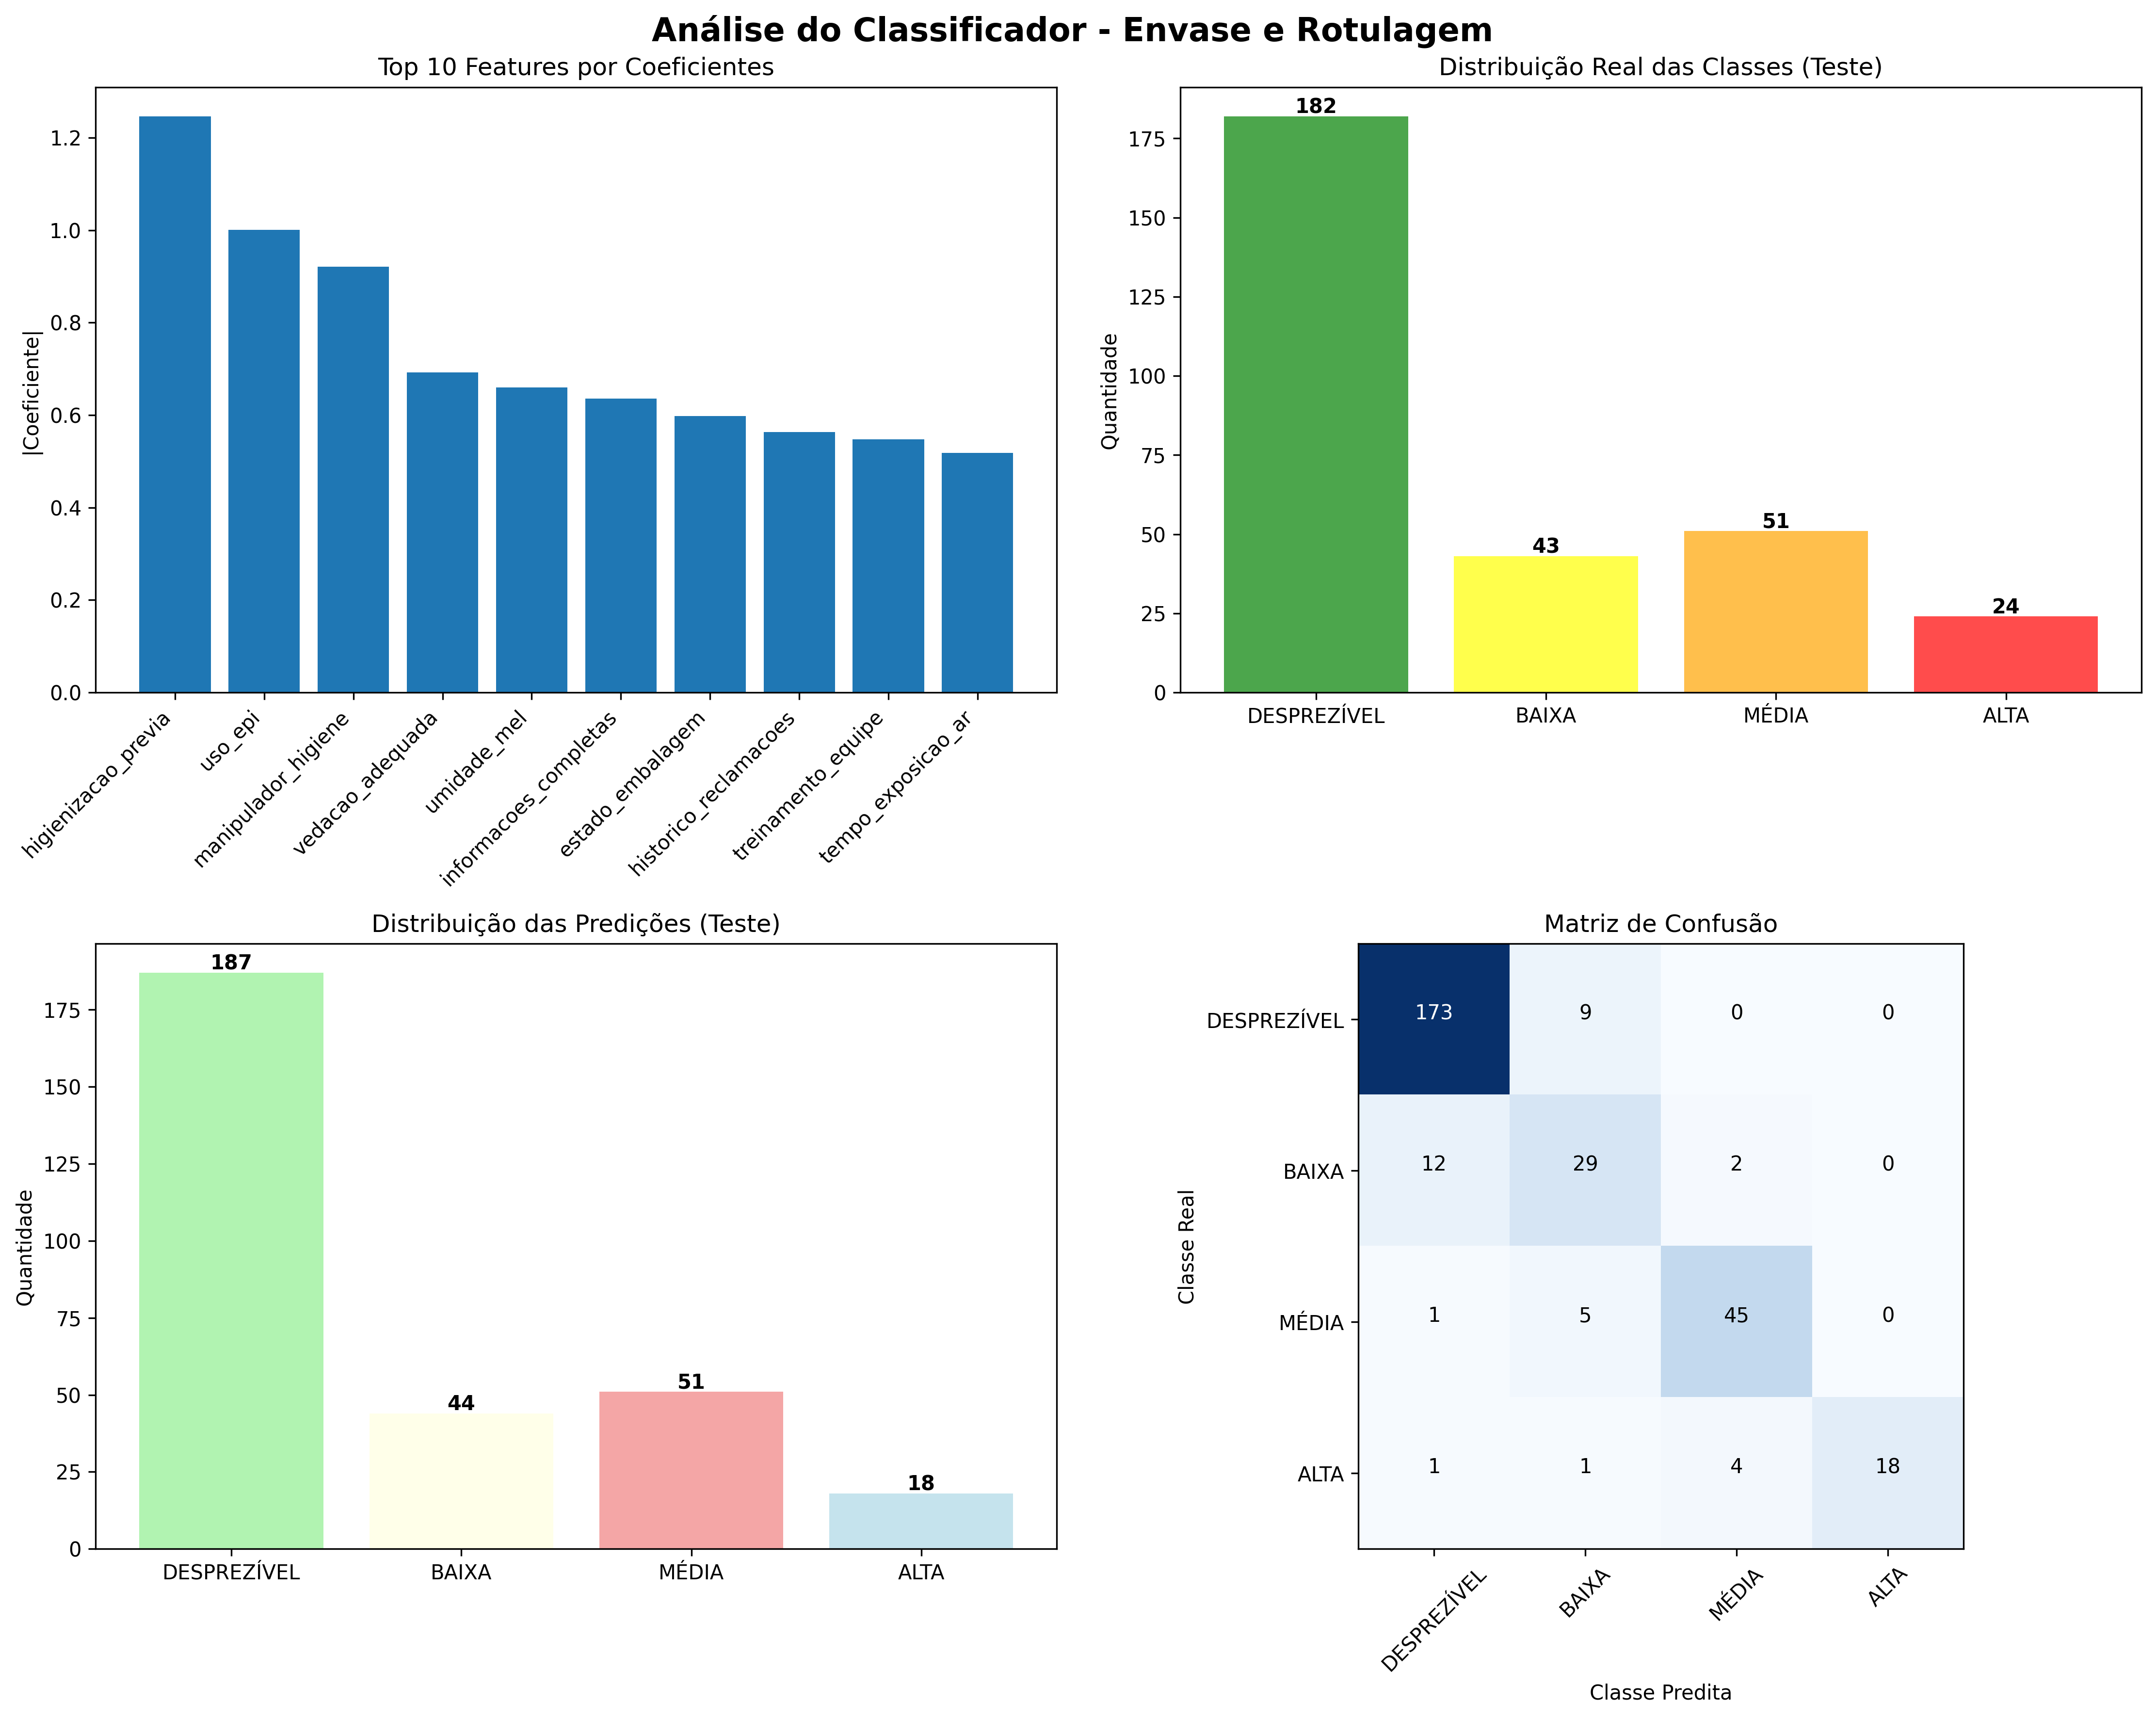 Análise do Classificador - Envase e Rotulagem
Top 10 Features por Coeficientes
|Coeficiente|
1.2
1.0
0.8
0.6
0.4
0.2
0.0
higienizacao_previa
uso_epi
manipulador_higiene
vedacao_adequada
umidade_mel
informacoes_completas
estado_embalagem
historico_reclamacoes
treinamento_equipe
tempo_exposicao_ar
Distribuição Real das Classes (Teste)
Quantidade
175
150
125
100
75
50
25
0
182
43
51
24
DESPREZÍVEL
BAIXA
MÉDIA
ALTA
Distribuição das Predições (Teste)
Quantidade
175
150
125
100
75
50
25
0
187
44
51
18
DESPREZÍVEL
BAIXA
MÉDIA
ALTA
Matriz de Confusão
Classe Real
DESPREZÍVEL 173 9 0 0
BAIXA 12 29 2 0
MÉDIA 1 5 45 0
ALTA 1 1 4 18
DESPREZÍVEL
BAIXA
MÉDIA
ALTA
Classe Predita